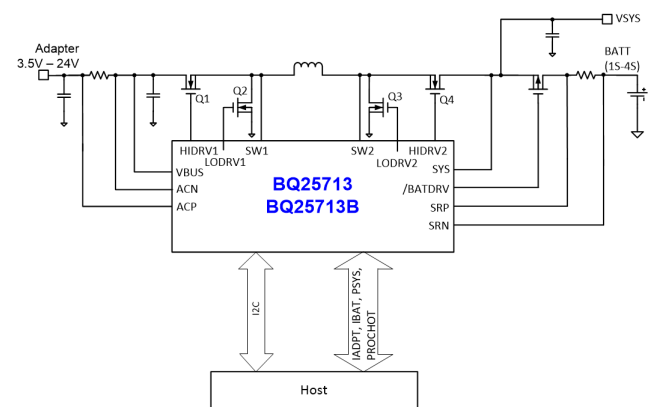 VSYS
Adapter
3.5V – 24V
BATT
(1S-4S)
Q1
Q2
Q3
Q4
HIDRV1
LODRV1
SW1
SW2
LODRV2
HIDRV2
VBUS
ACN
ACP
BQ25713
BQ25713B
SYS
/BATDRV
SRP
SRN
I2C
IADPT, IBAT, PSYS,
PROCHOT
Host